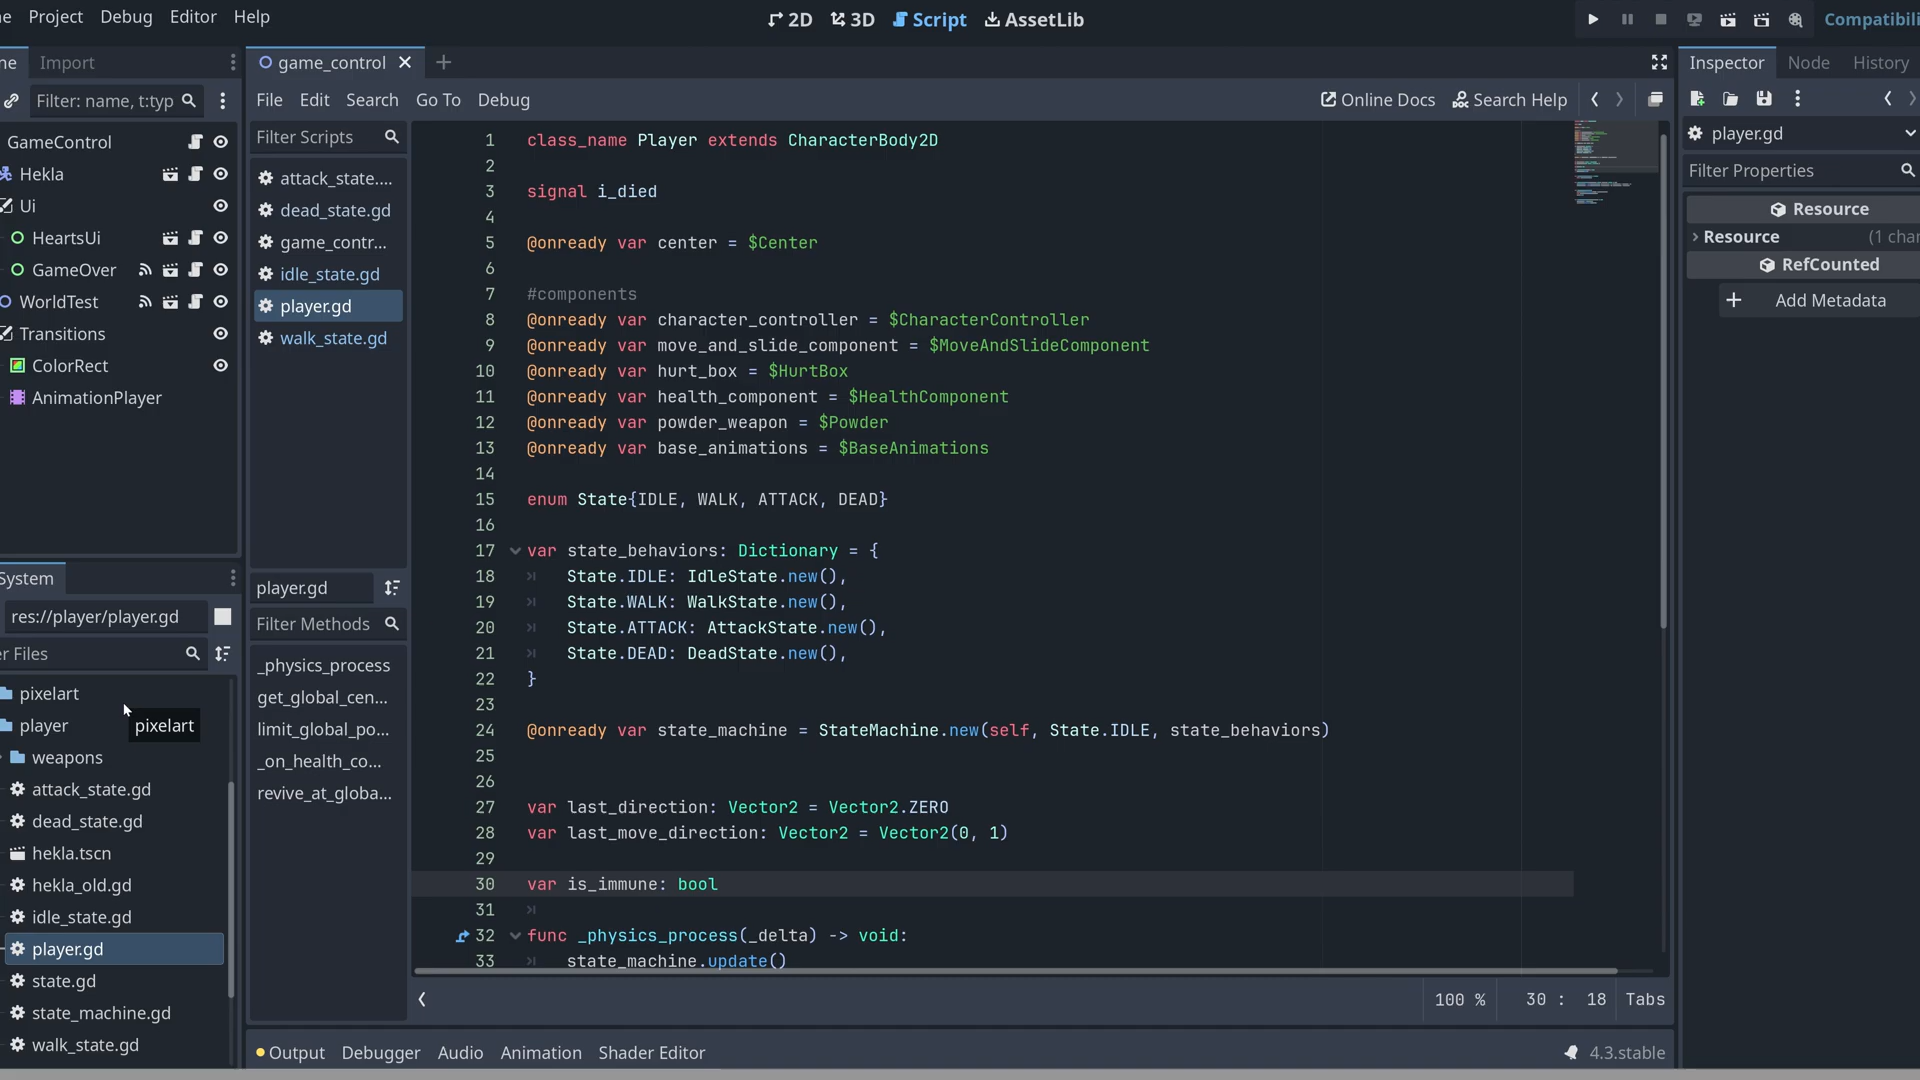 Project Debug Editor Help
2D 3D Script AssetLib
Compatibili
Import
Filter: name, t:typ
GameControl
Hekla
Ui
HeartsUi
GameOver
WorldTest
Transitions
ColorRect
AnimationPlayer
System
res://player/player.gd
er Files
pixelart
player
pixelart
weapons
attack_state.gd
dead_state.gd
hekla.tscn
hekla_old.gd
idle_state.gd
player.gd
state.gd
state_machine.gd
walk_state.gd
game_control
File Edit Search Go To Debug
Online Docs Search Help
Filter Scripts
attack_state....
dead_state.gd
game_contr...
idle_state.gd
player.gd
walk_state.gd
player.gd
Filter Methods
_physics_process
get_global_cen...
limit_global_po...
_on_health_co...
revive_at_globa...
1 class_name Player extends CharacterBody2D
2
3 signal i_died
4
5 @onready var center = $Center
6
7 #components
8 @onready var character_controller = $CharacterController
9 @onready var move_and_slide_component = $MoveAndSlideComponent
10 @onready var hurt_box = $HurtBox
11 @onready var health_component = $HealthComponent
12 @onready var powder_weapon = $Powder
13 @onready var base_animations = $BaseAnimations
14
15 enum State{IDLE, WALK, ATTACK, DEAD}
16
17 var state_behaviors: Dictionary = {
18 State.IDLE: IdleState.new(),
19 State.WALK: WalkState.new(),
20 State.ATTACK: AttackState.new(),
21 State.DEAD: DeadState.new(),
22 }
23
24 @onready var state_machine = StateMachine.new(self, State.IDLE, state_behaviors)
25
26
27 var last_direction: Vector2 = Vector2.ZERO
28 var last_move_direction: Vector2 = Vector2(0, 1)
29
30 var is_immune: bool
31
32 func _physics_process(_delta) -> void:
33 state_machine.update()
100 % 30 : 18 Tabs
Output Debugger Audio Animation Shader Editor
4.3.stable
Inspector Node History
player.gd
Filter Properties
Resource
Resource (1 chan
RefCounted
Add Metadata